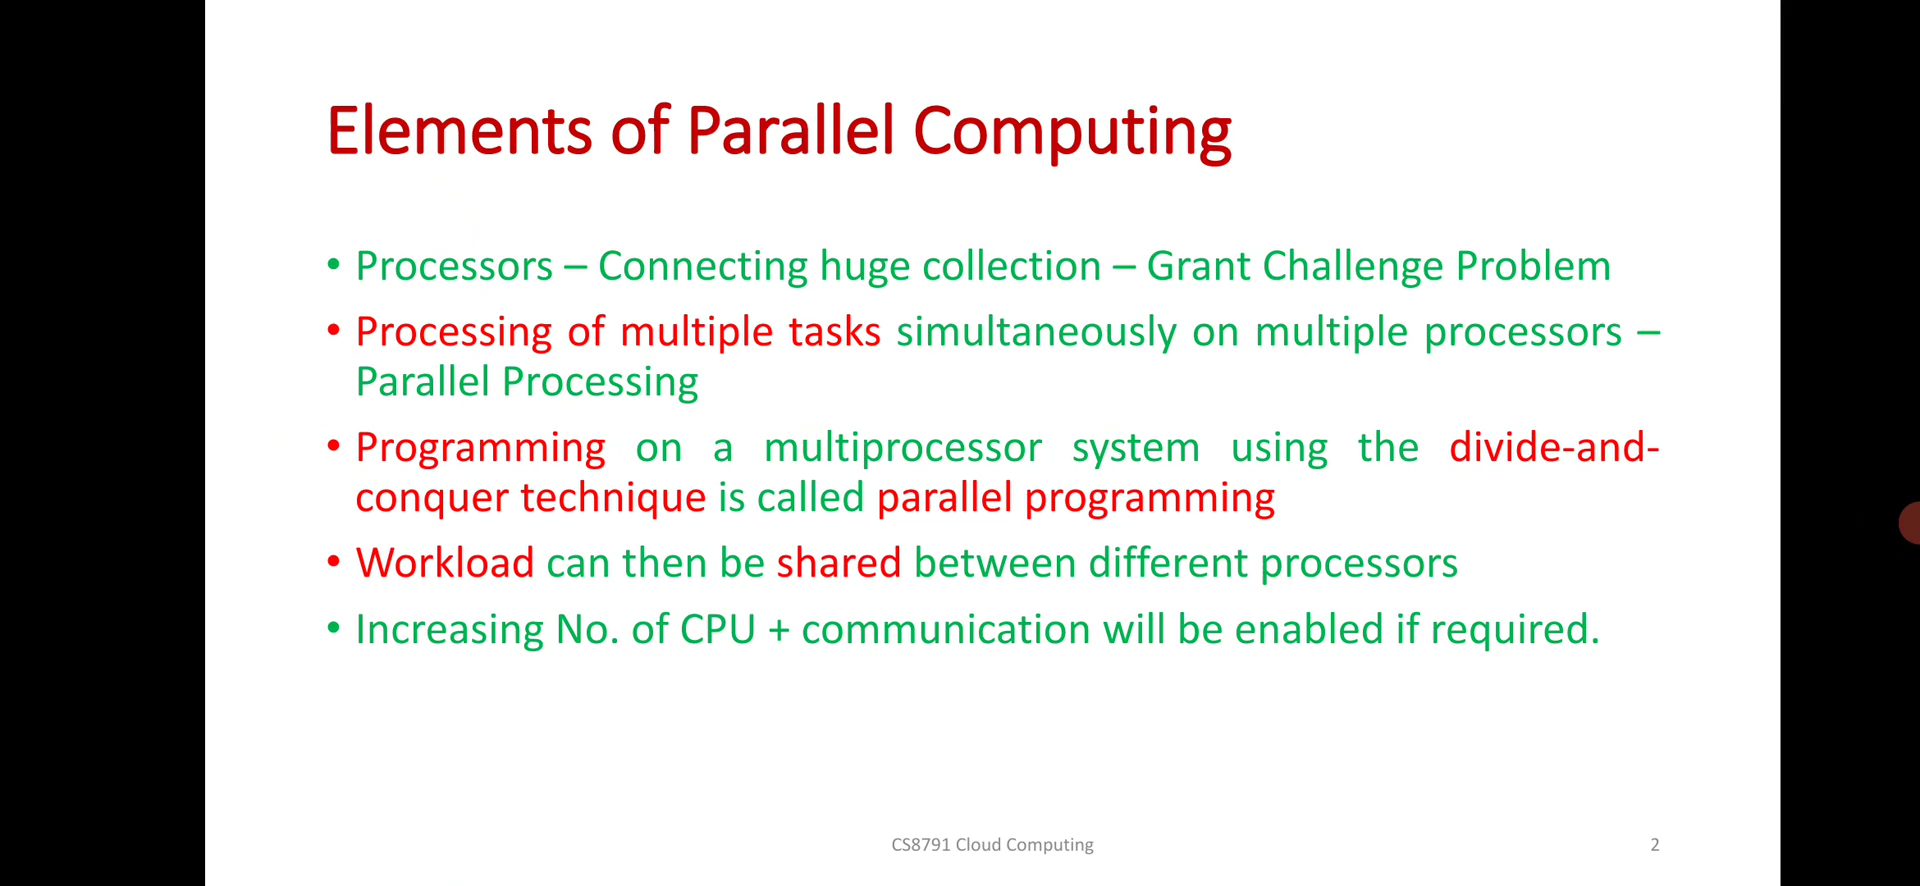 Elements of Parallel Computing
• Processors – Connecting huge collection – Grant Challenge Problem
• Processing of multiple tasks simultaneously on multiple processors –
Parallel Processing
• Programming on a multiprocessor system using the divide-and-
conquer technique is called parallel programming
• Workload can then be shared between different processors
• Increasing No. of CPU + communication will be enabled if required.
CS8791 Cloud Computing
2